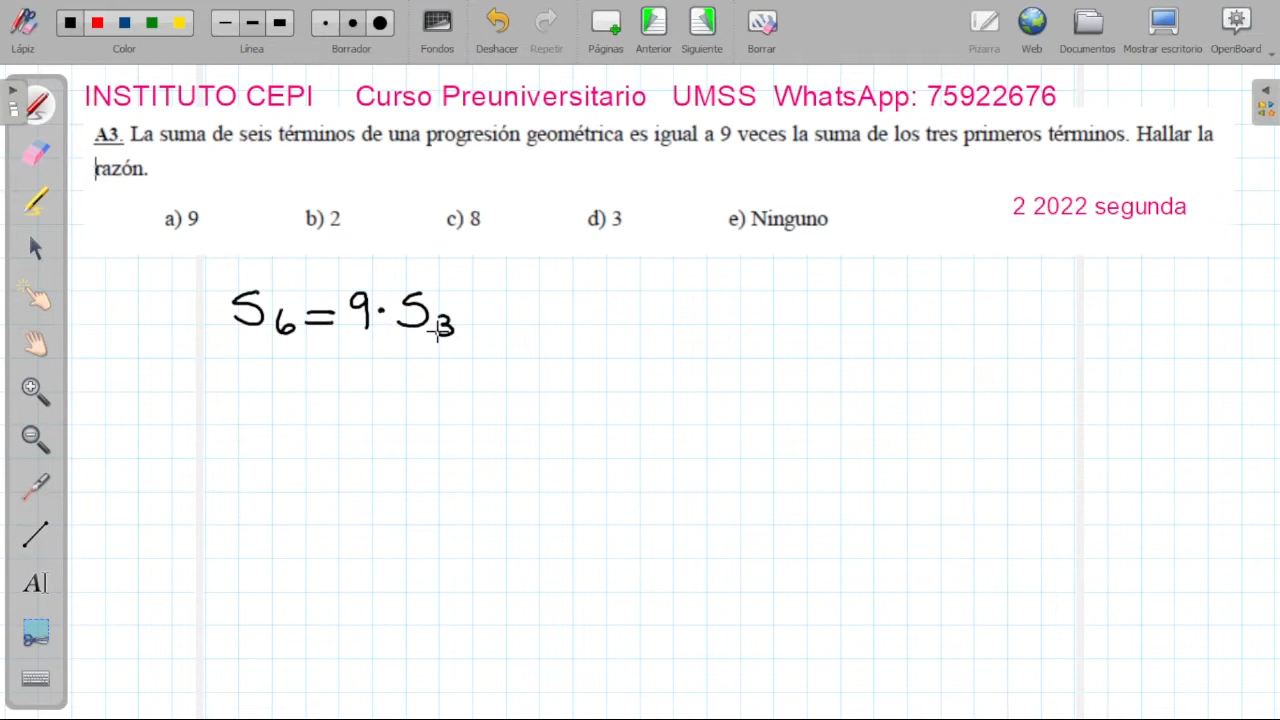 Lápiz Color Línea Borrador Fondos Deshacer Repetir Páginas Anterior Siguiente Borrar Pizarra Web Documentos Mostrar escritorio OpenBoard
INSTITUTO CEPI Curso Preuniversitario UMSS WhatsApp: 75922676
A3. La suma de seis términos de una progresión geométrica es igual a 9 veces la suma de los tres primeros términos. Hallar la
razón.
2 2022 segunda
a) 9 b) 2 c) 8 d) 3 e) Ninguno
S₆ = 9 · S₃
AI